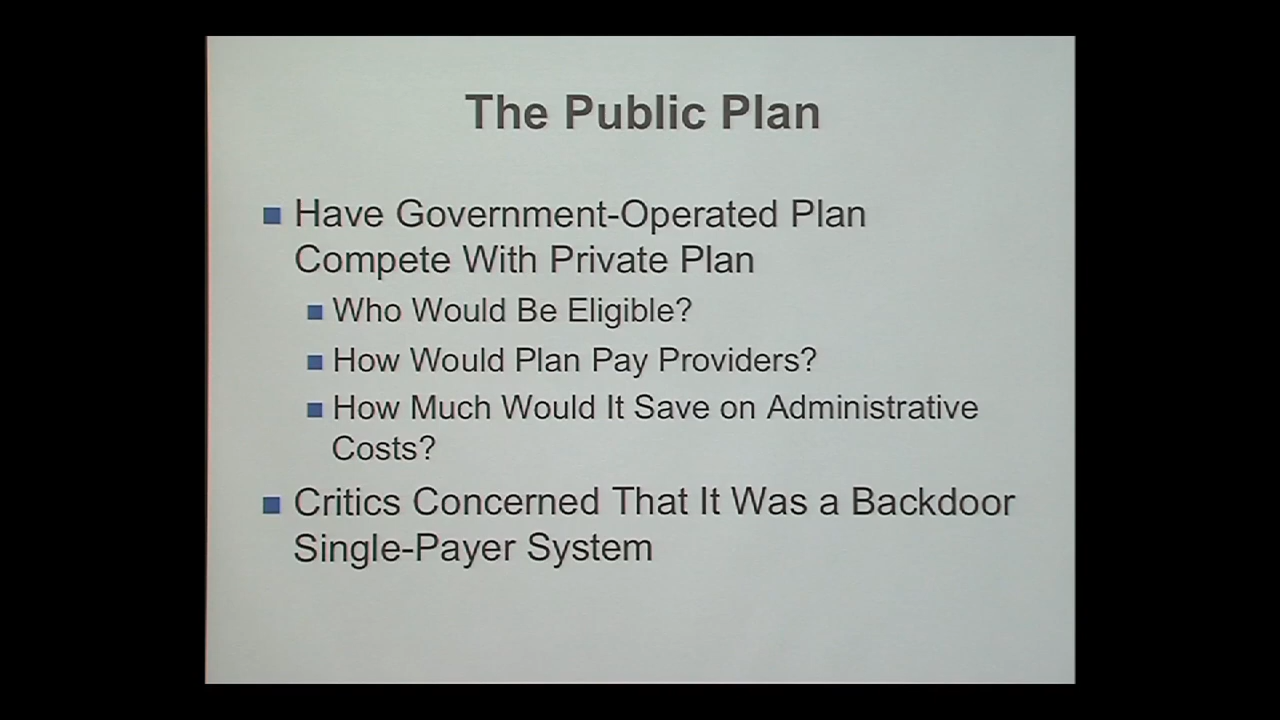 The Public Plan
Have Government-Operated Plan
Compete With Private Plan
Who Would Be Eligible?
How Would Plan Pay Providers?
How Much Would It Save on Administrative
Costs?
Critics Concerned That It Was a Backdoor
Single-Payer System